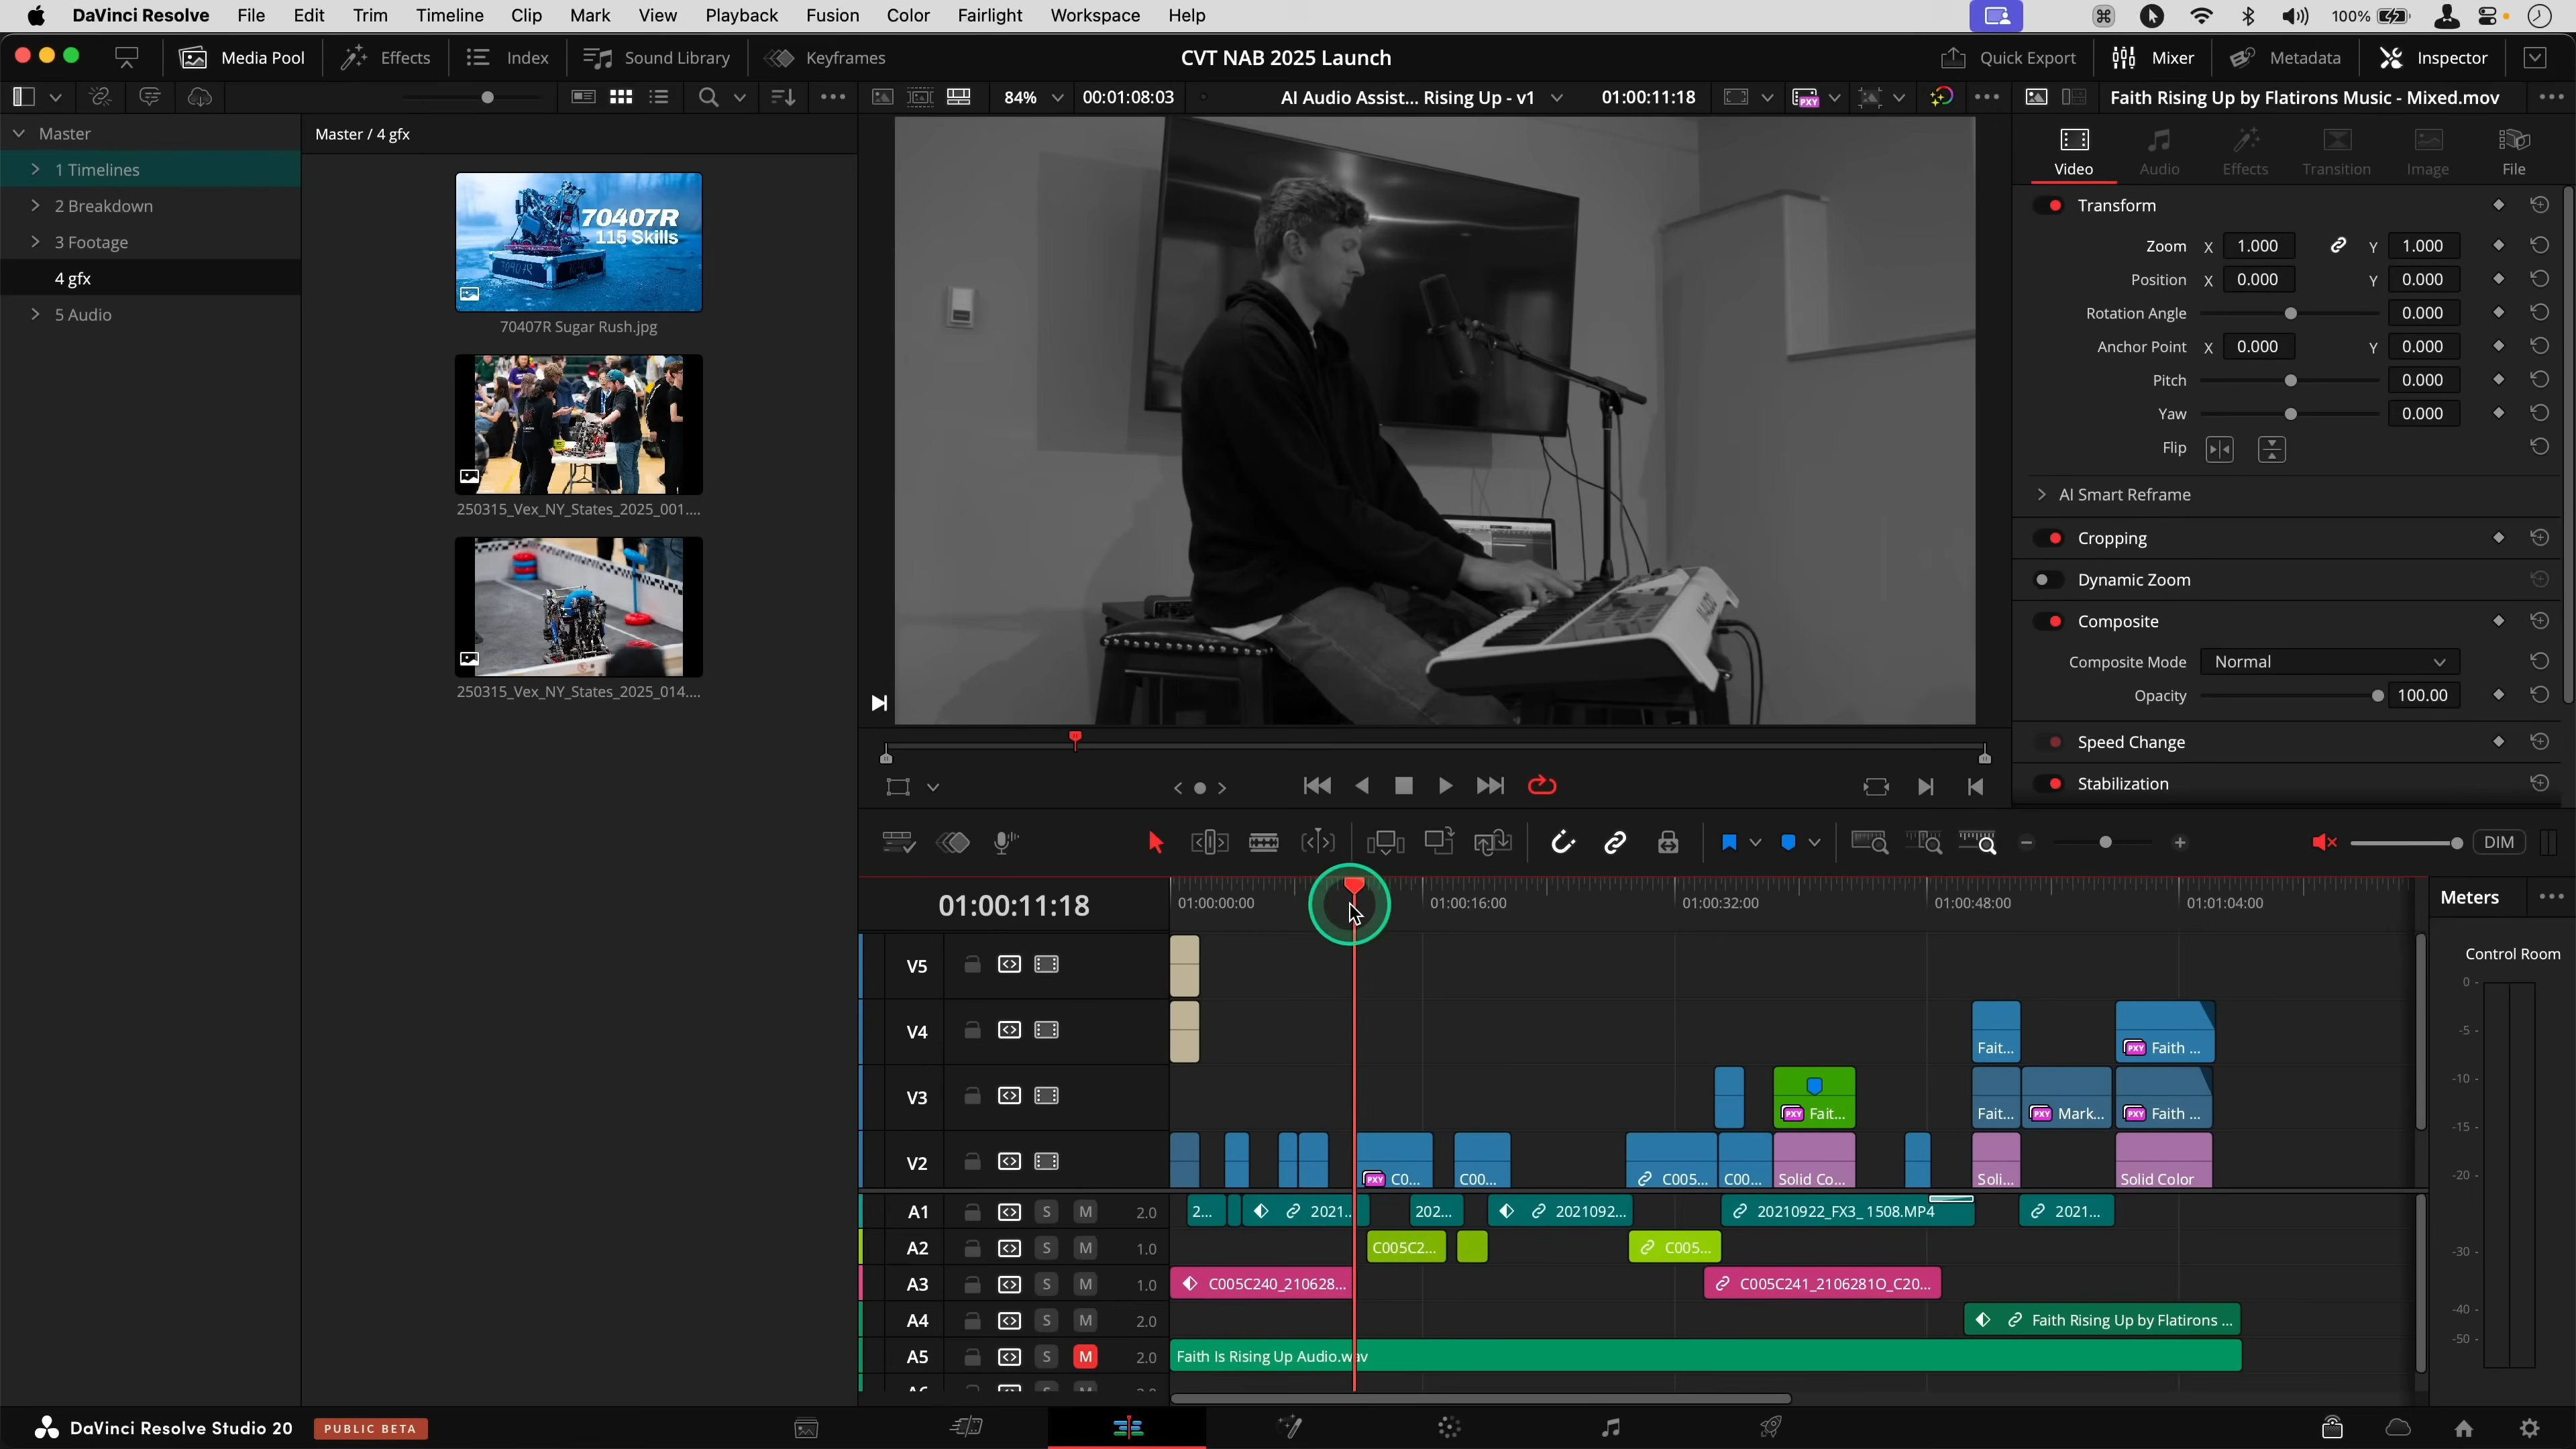 DaVinci Resolve File Edit Trim Timeline Clip Mark View Playback Fusion Color Fairlight Workspace Help 100%
Media Pool Effects Index Sound Library Keyframes CVT NAB 2025 Launch Quick Export Mixer Metadata Inspector
84% 00:01:08:03 AI Audio Assist... Rising Up - v1 01:00:11:18 PXY Faith Rising Up by Flatirons Music - Mixed.mov
Master
1 Timelines
2 Breakdown
3 Footage
4 gfx
5 Audio
Master / 4 gfx
70407R
115 Skills
70407R Sugar Rush.jpg
250315_Vex_NY_States_2025_001....
250315_Vex_NY_States_2025_014....
Video Audio Effects Transition Image File
Transform
Zoom X 1.000 Y 1.000
Position X 0.000 Y 0.000
Rotation Angle 0.000
Anchor Point X 0.000 Y 0.000
Pitch 0.000
Yaw 0.000
Flip
AI Smart Reframe
Cropping
Dynamic Zoom
Composite
Composite Mode Normal
Opacity 100.00
Speed Change
Stabilization
DIM
01:00:11:18 01:00:00:00 01:00:16:00 01:00:32:00 01:00:48:00 01:01:04:00
Meters
Control Room
0 -
-5 -
-10 -
-15 -
-20 -
-30 -
-40 -
-50 -
V5
V4 Fait... PXY Faith ...
V3 PXY Fait... Fait... PXY Mark... PXY Faith ...
V2 PXY C0... C00... C005... C00... Solid Co... Soli... Solid Color
A1 S M 2.0 2... 2021... 202... 202109​2... 20210922_FX3_1508.MP4 2021...
A2 S M 1.0 C005C2... C005...
A3 S M 1.0 C005C240_210628... C005C241_2106281O_C20...
A4 S M 2.0 Faith Rising Up by Flatirons ...
A5 S M 2.0 Faith Is Rising Up Audio.wav
DaVinci Resolve Studio 20 PUBLIC BETA